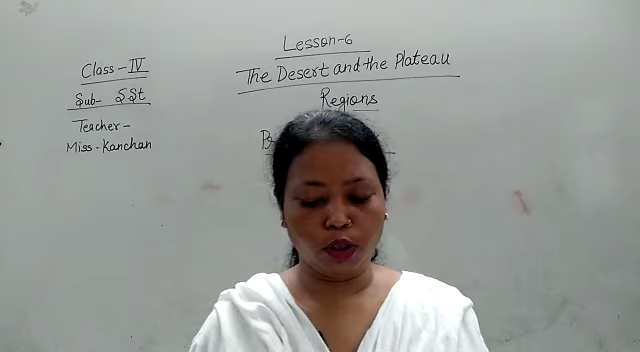 Class - IV
Sub - SSt
Teacher -
Miss - Kanchan
Lesson - 6
The Desert and the Plateau
Regions